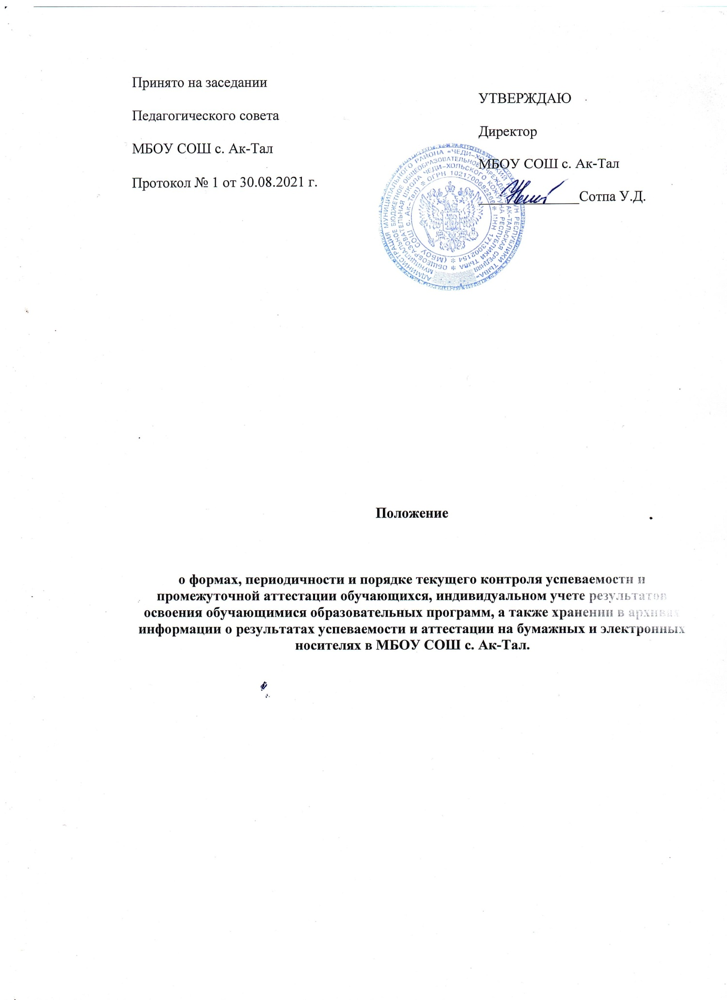 Принято на заседании
Педагогического совета
МБОУ СОШ с. Ак-Тал
Протокол № 1 от 30.08.2021 г.
УТВЕРЖДАЮ
Директор
МБОУ СОШ с. Ак-Тал
Сотпа У.Д.
АДМИНИСТРАЦИЯ МУНИЦИПАЛЬНОГО РАЙОНА «ЧЕДИ-ХОЛЬСКИЙ КОЖУУН РЕСПУБЛИКИ ТЫВА»
МУНИЦИПАЛЬНОЕ БЮДЖЕТНОЕ ОБЩЕОБРАЗОВАТЕЛЬНОЕ УЧРЕЖДЕНИЕ АК-ТАЛЬСКАЯ СРЕДНЯЯ
ОБЩЕОБРАЗОВАТЕЛЬНАЯ ШКОЛА ЧЕДИ-ХОЛЬСКОГО КОЖУУНА РЕСПУБЛИКИ ТЫВА *
(МБОУ СОШ с. Ак-Тал) * ОГРН 1021700682266 * ИНН 1713002154 *
Положение
о формах, периодичности и порядке текущего контроля успеваемости и
промежуточной аттестации обучающихся, индивидуальном учете результатов
освоения обучающимися образовательных программ, а также хранении в архивах
информации о результатах успеваемости и аттестации на бумажных и электронных
носителях в МБОУ СОШ с. Ак-Тал.